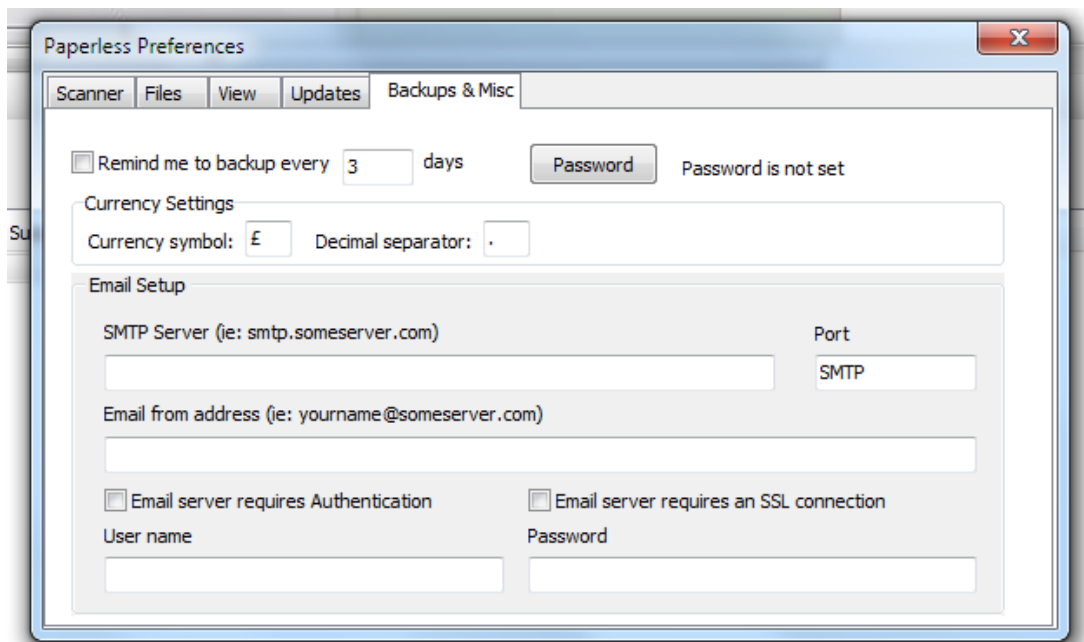 Paperless Preferences
Scanner Files View Updates Backups & Misc
Remind me to backup every 3 days Password Password is not set
Currency Settings
Currency symbol: £ Decimal separator: .
Su
Email Setup
SMTP Server (ie: smtp.someserver.com) Port
SMTP
Email from address (ie: yourname@someserver.com)
Email server requires Authentication Email server requires an SSL connection
User name Password